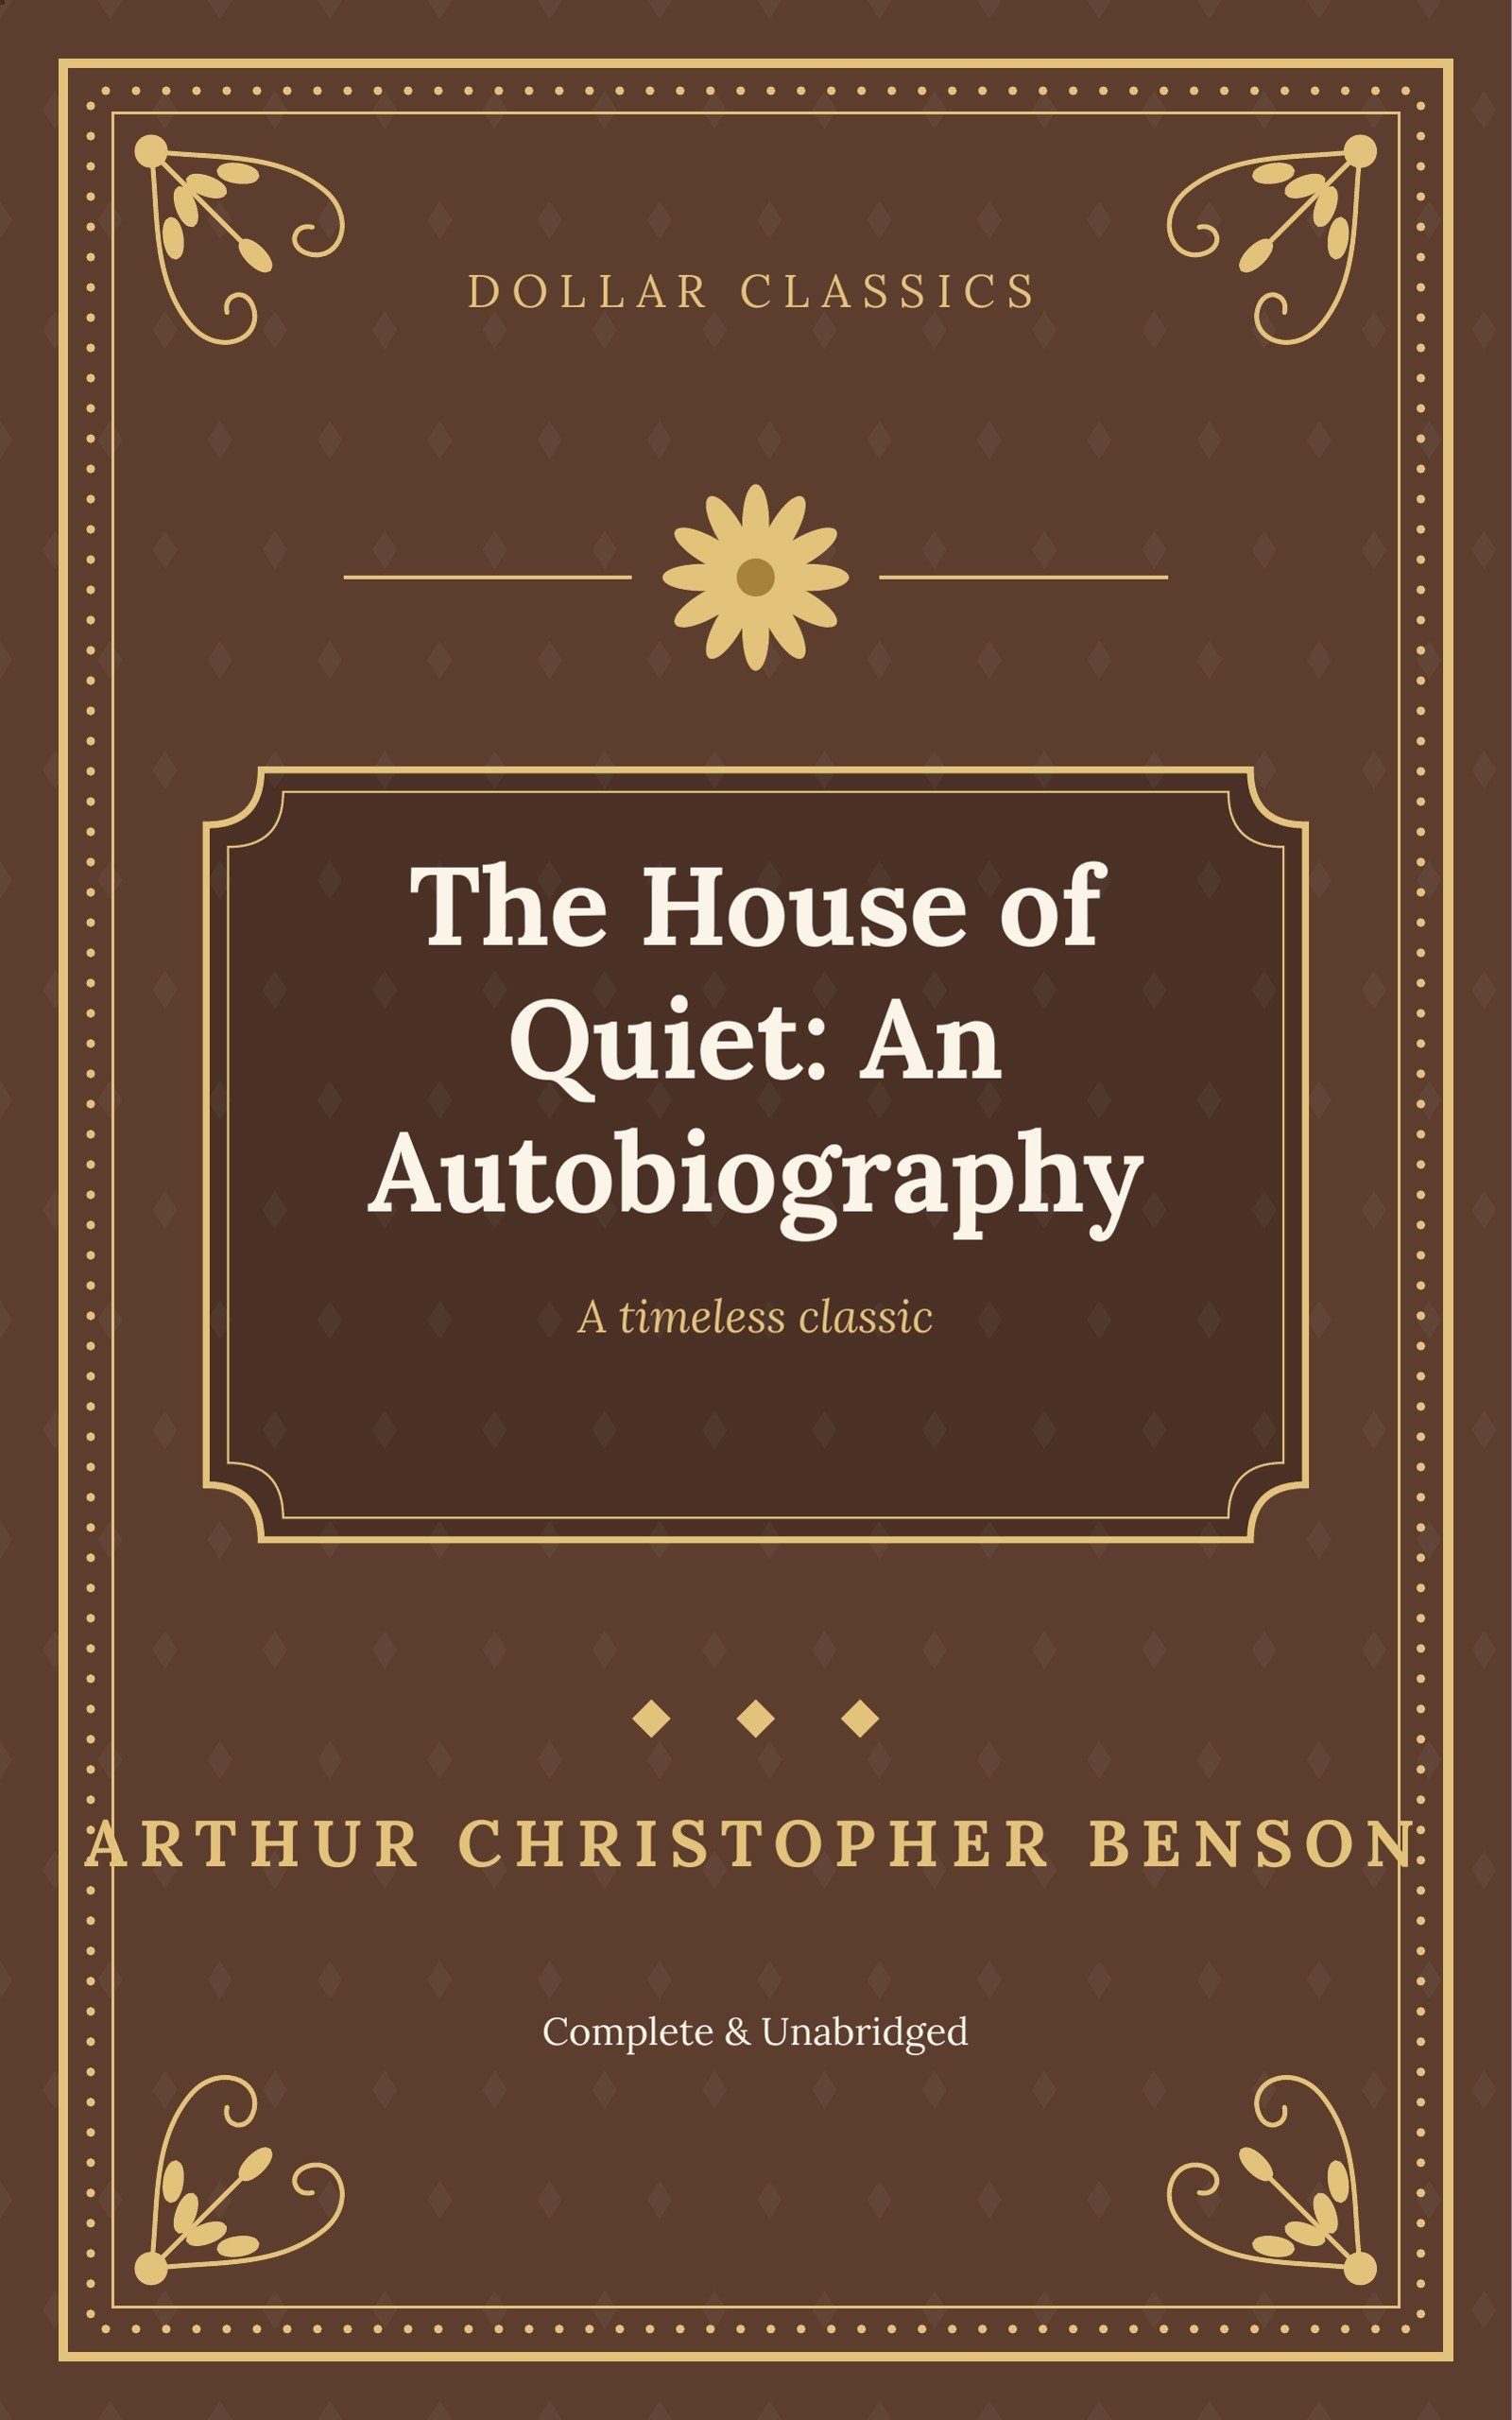 DOLLAR CLASSICS
The House of
Quiet: An
Autobiography
A timeless classic
ARTHUR CHRISTOPHER BENSON
Complete & Unabridged